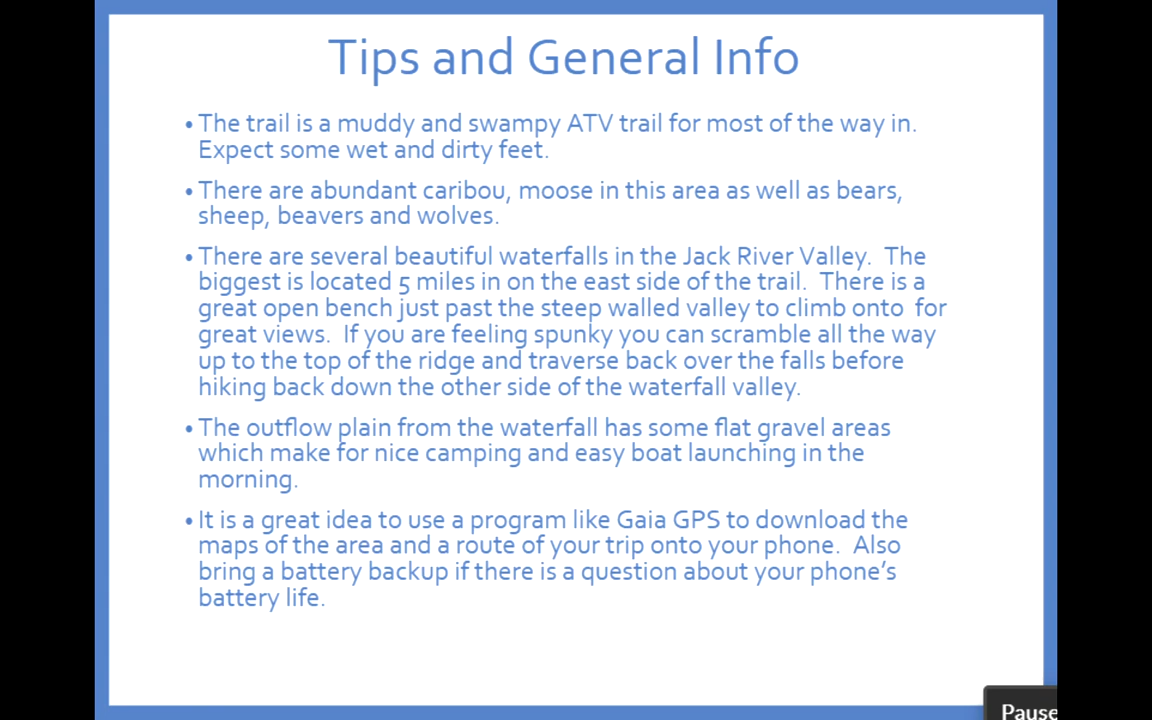 Tips and General Info
• The trail is a muddy and swampy ATV trail for most of the way in.
Expect some wet and dirty feet.
• There are abundant caribou, moose in this area as well as bears,
sheep, beavers and wolves.
• There are several beautiful waterfalls in the Jack River Valley.  The
biggest is located 5 miles in on the east side of the trail.  There is a
great open bench just past the steep walled valley to climb onto  for
great views.  If you are feeling spunky you can scramble all the way
up to the top of the ridge and traverse back over the falls before
hiking back down the other side of the waterfall valley.
• The outflow plain from the waterfall has some flat gravel areas
which make for nice camping and easy boat launching in the
morning.
• It is a great idea to use a program like Gaia GPS to download the
maps of the area and a route of your trip onto your phone.  Also
bring a battery backup if there is a question about your phone's
battery life.
Pause